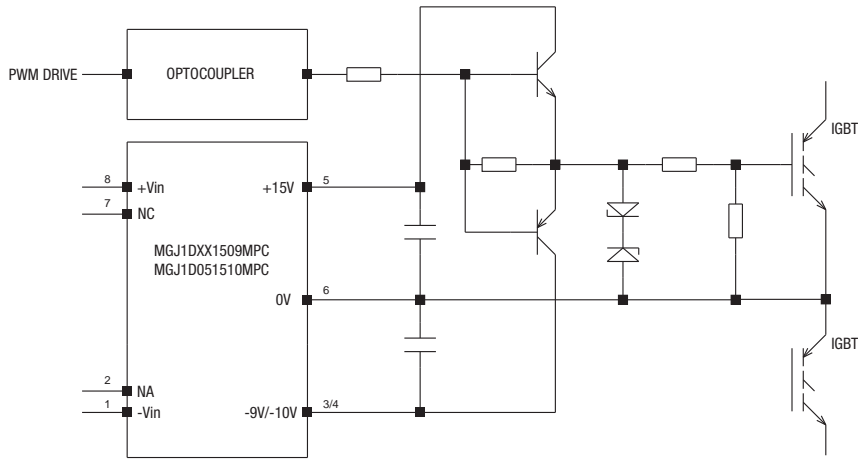 PWM DRIVE
OPTOCOUPLER
IGBT
8
+Vin
+15V
5
7
NC
MGJ1DXX1509MPC
MGJ1D051510MPC
0V
6
IGBT
2
NA
1
-Vin
-9V/-10V
3/4